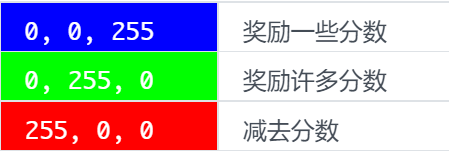 0, 0, 255 奖励一些分数
0, 255, 0 奖励许多分数
255, 0, 0 减去分数